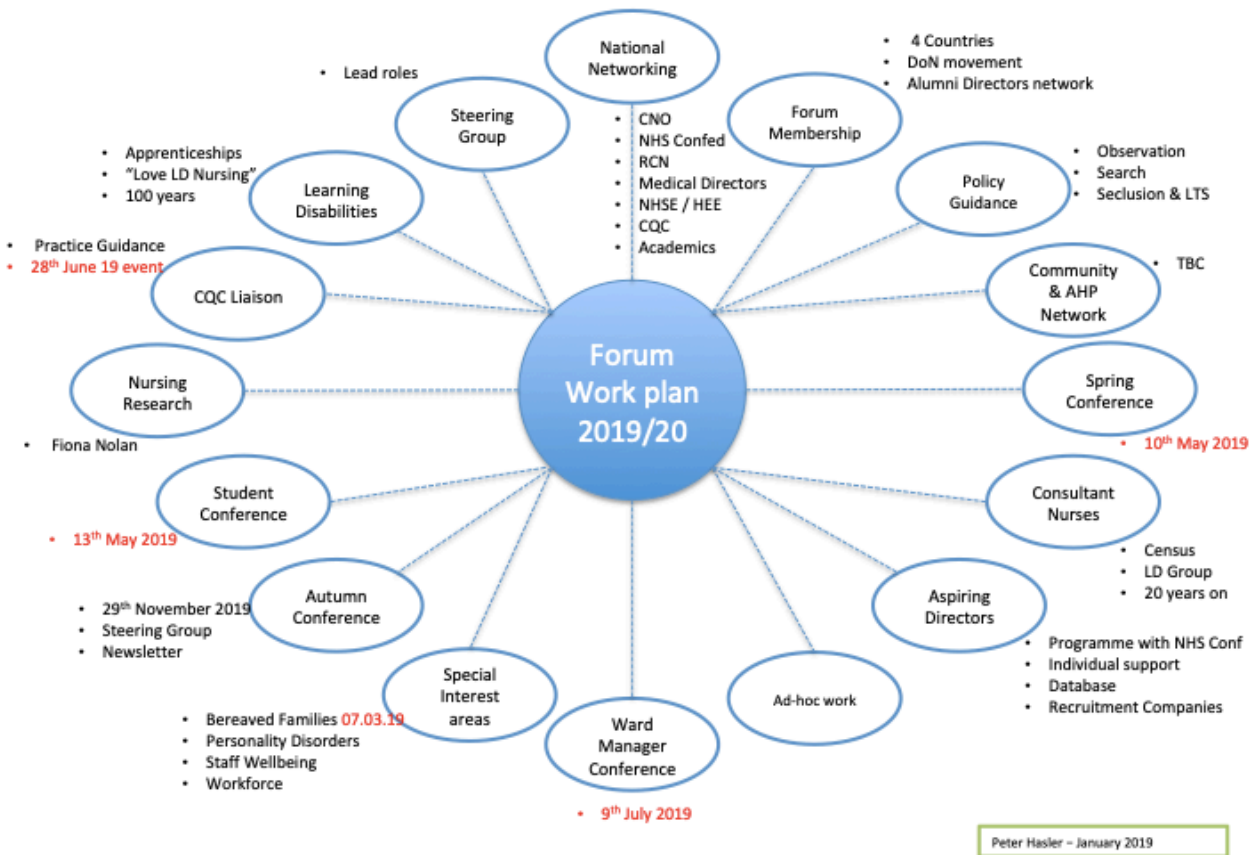 National
Networking
• CNO
• NHS Confed
• RCN
• Medical Directors
• NHSE / HEE
• CQC
• Academics
• 4 Countries
• DoN movement
• Alumni Directors network
Forum
Membership
• Observation
• Search
• Seclusion & LTS
Policy
Guidance
• TBC
Community
& AHP
Network
Spring
Conference
• 10th May 2019
Consultant
Nurses
• Census
• LD Group
• 20 years on
Aspiring
Directors
• Programme with NHS Conf
• Individual support
• Database
• Recruitment Companies
Ad-hoc work
Ward
Manager
Conference
• 9th July 2019
Special
Interest
areas
• Bereaved Families 07.03.19
• Personality Disorders
• Staff Wellbeing
• Workforce
Autumn
Conference
• 29th November 2019
• Steering Group
• Newsletter
Student
Conference
• 13th May 2019
Nursing
Research
• Fiona Nolan
CQC Liaison
• Practice Guidance
• 28th June 19 event
Learning
Disabilities
• Apprenticeships
• “Love LD Nursing”
• 100 years
Steering
Group
• Lead roles
Forum
Work plan
2019/20
Peter Hasler – January 2019